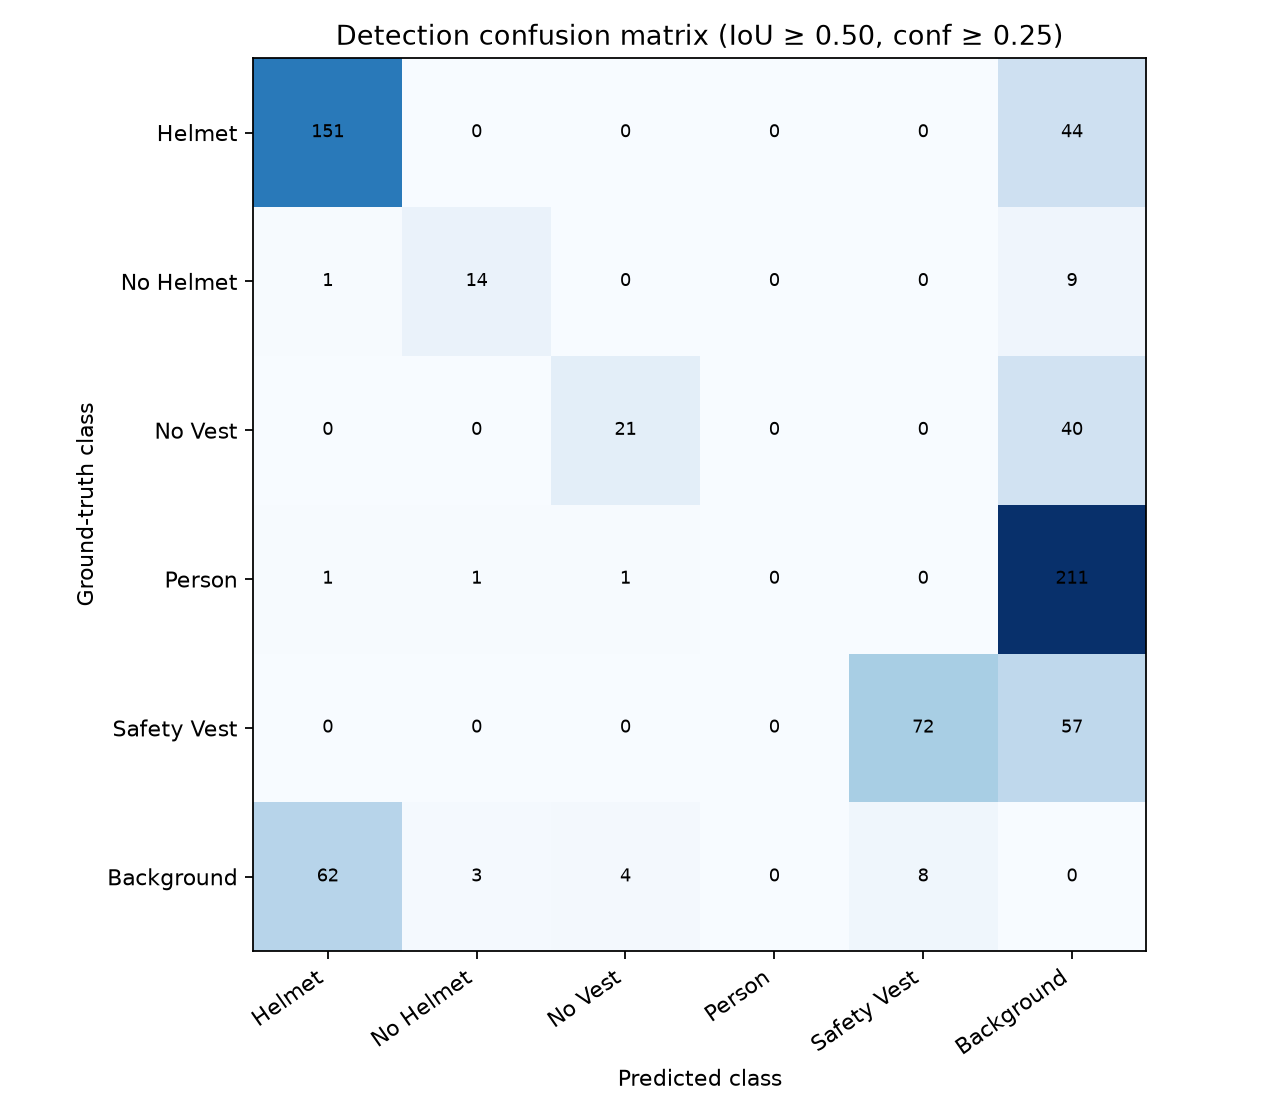 Detection confusion matrix (IoU ≥ 0.50, conf ≥ 0.25)
Ground-truth class
Helmet 151 0 0 0 0 44
No Helmet 1 14 0 0 0 9
No Vest 0 0 21 0 0 40
Person 1 1 1 0 0 211
Safety Vest 0 0 0 0 72 57
Background 62 3 4 0 8 0
Helmet No Helmet No Vest Person Safety Vest Background
Predicted class